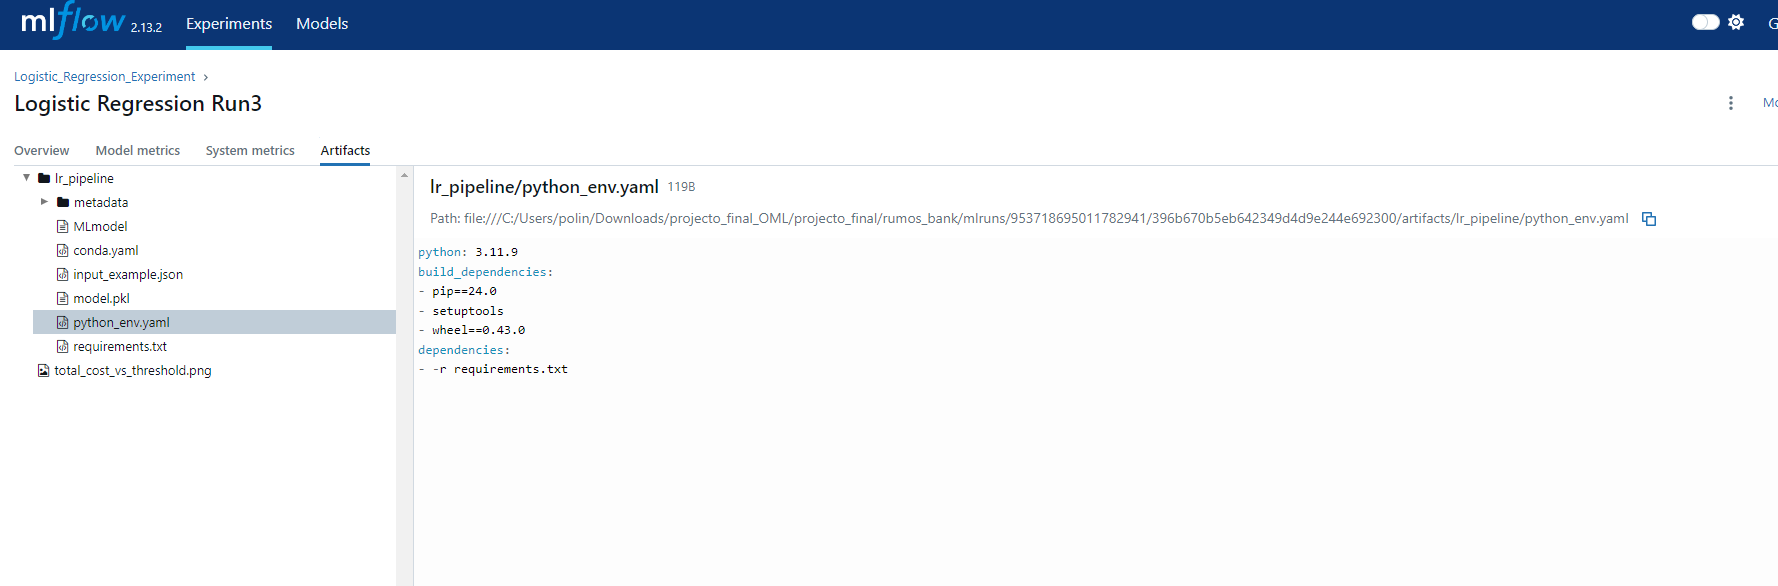 mlflow 2.13.2 Experiments Models G
Logistic_Regression_Experiment ›
Logistic Regression Run3 Mo
Overview Model metrics System metrics Artifacts
lr_pipeline
metadata
MLmodel
conda.yaml
input_example.json
model.pkl
python_env.yaml
requirements.txt
total_cost_vs_threshold.png
lr_pipeline/python_env.yaml 119B
Path: file:///C:/Users/polin/Downloads/projecto_final_OML/projecto_final/rumos_bank/mlruns/953718695011782941/396b670b5eb642349d4d9e244e692300/artifacts/lr_pipeline/python_env.yaml
python: 3.11.9
build_dependencies:
- pip==24.0
- setuptools
- wheel==0.43.0
dependencies:
- -r requirements.txt